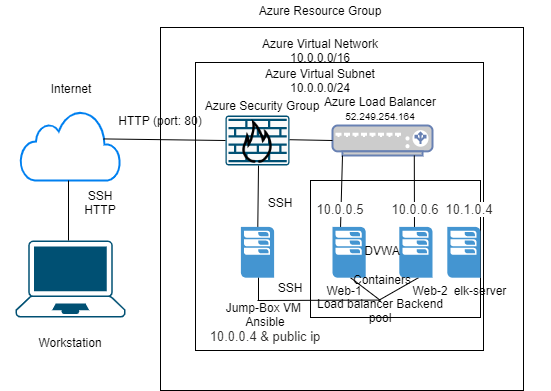 Azure Resource Group
Azure Virtual Network
10.0.0.0/16
Azure Virtual Subnet
10.0.0.0/24
Internet
Azure Security Group
Azure Load Balancer
52.249.254.164
HTTP (port: 80)
SSH
HTTP
SSH
10.0.0.5
10.0.0.6
10.1.0.4
DVWA
Containers
SSH
Web-1
Web-2
elk-server
Load balancer Backend
pool
Jump-Box VM
Ansible
10.0.0.4 & public ip
Workstation